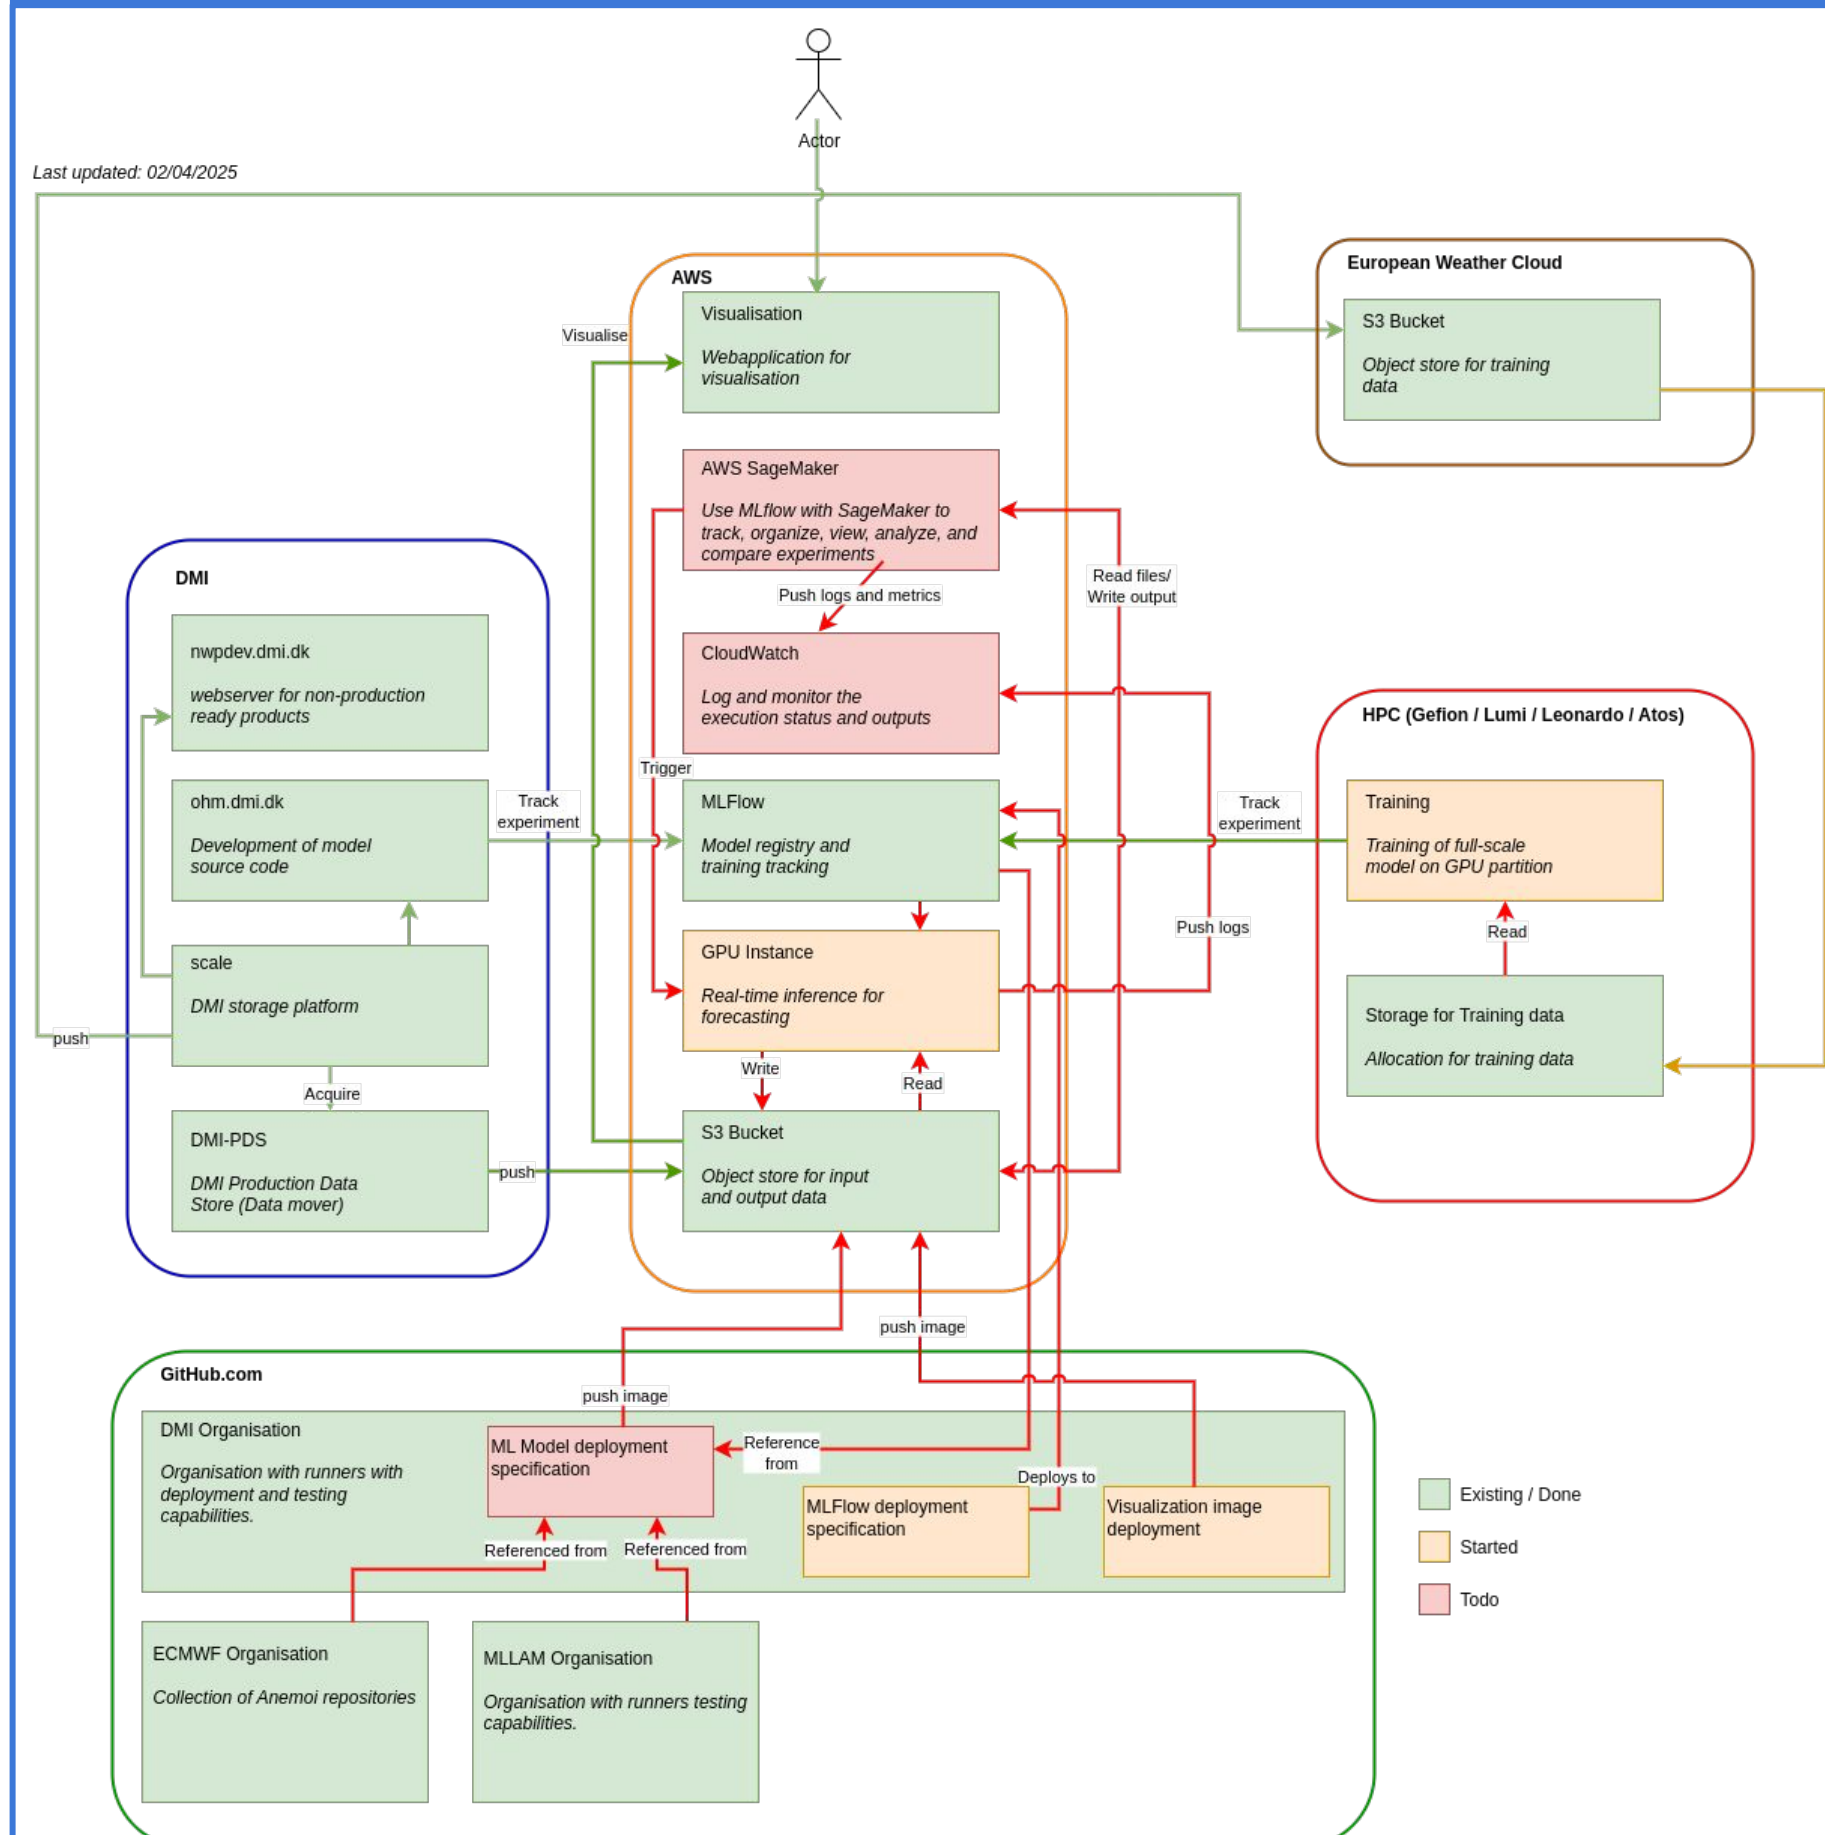 Actor
Last updated: 02/04/2025
AWS
Visualisation
Webapplication for
visualisation
Visualise
European Weather Cloud
S3 Bucket
Object store for training
data
AWS SageMaker
Use MLflow with SageMaker to
track, organize, view, analyze, and
compare experiments
Push logs and metrics
Read files/
Write output
CloudWatch
Log and monitor the
execution status and outputs
Trigger
MLFlow
Model registry and
training tracking
GPU Instance
Real-time inference for
forecasting
Write
Read
S3 Bucket
Object store for input
and output data
DMI
nwpdev.dmi.dk
webserver for non-production
ready products
ohm.dmi.dk
Development of model
source code
Track
experiment
scale
DMI storage platform
push
Acquire
DMI-PDS
DMI Production Data
Store (Data mover)
push
HPC (Gefion / Lumi / Leonardo / Atos)
Training
Training of full-scale
model on GPU partition
Track
experiment
Push logs
Read
Storage for Training data
Allocation for training data
push image
push image
GitHub.com
DMI Organisation
Organisation with runners with
deployment and testing
capabilities.
ML Model deployment
specification
Reference
from
Deploys to
MLFlow deployment
specification
Visualization image
deployment
Referenced from
Referenced from
ECMWF Organisation
Collection of Anemoi repositories
MLLAM Organisation
Organisation with runners testing
capabilities.
Existing / Done
Started
Todo